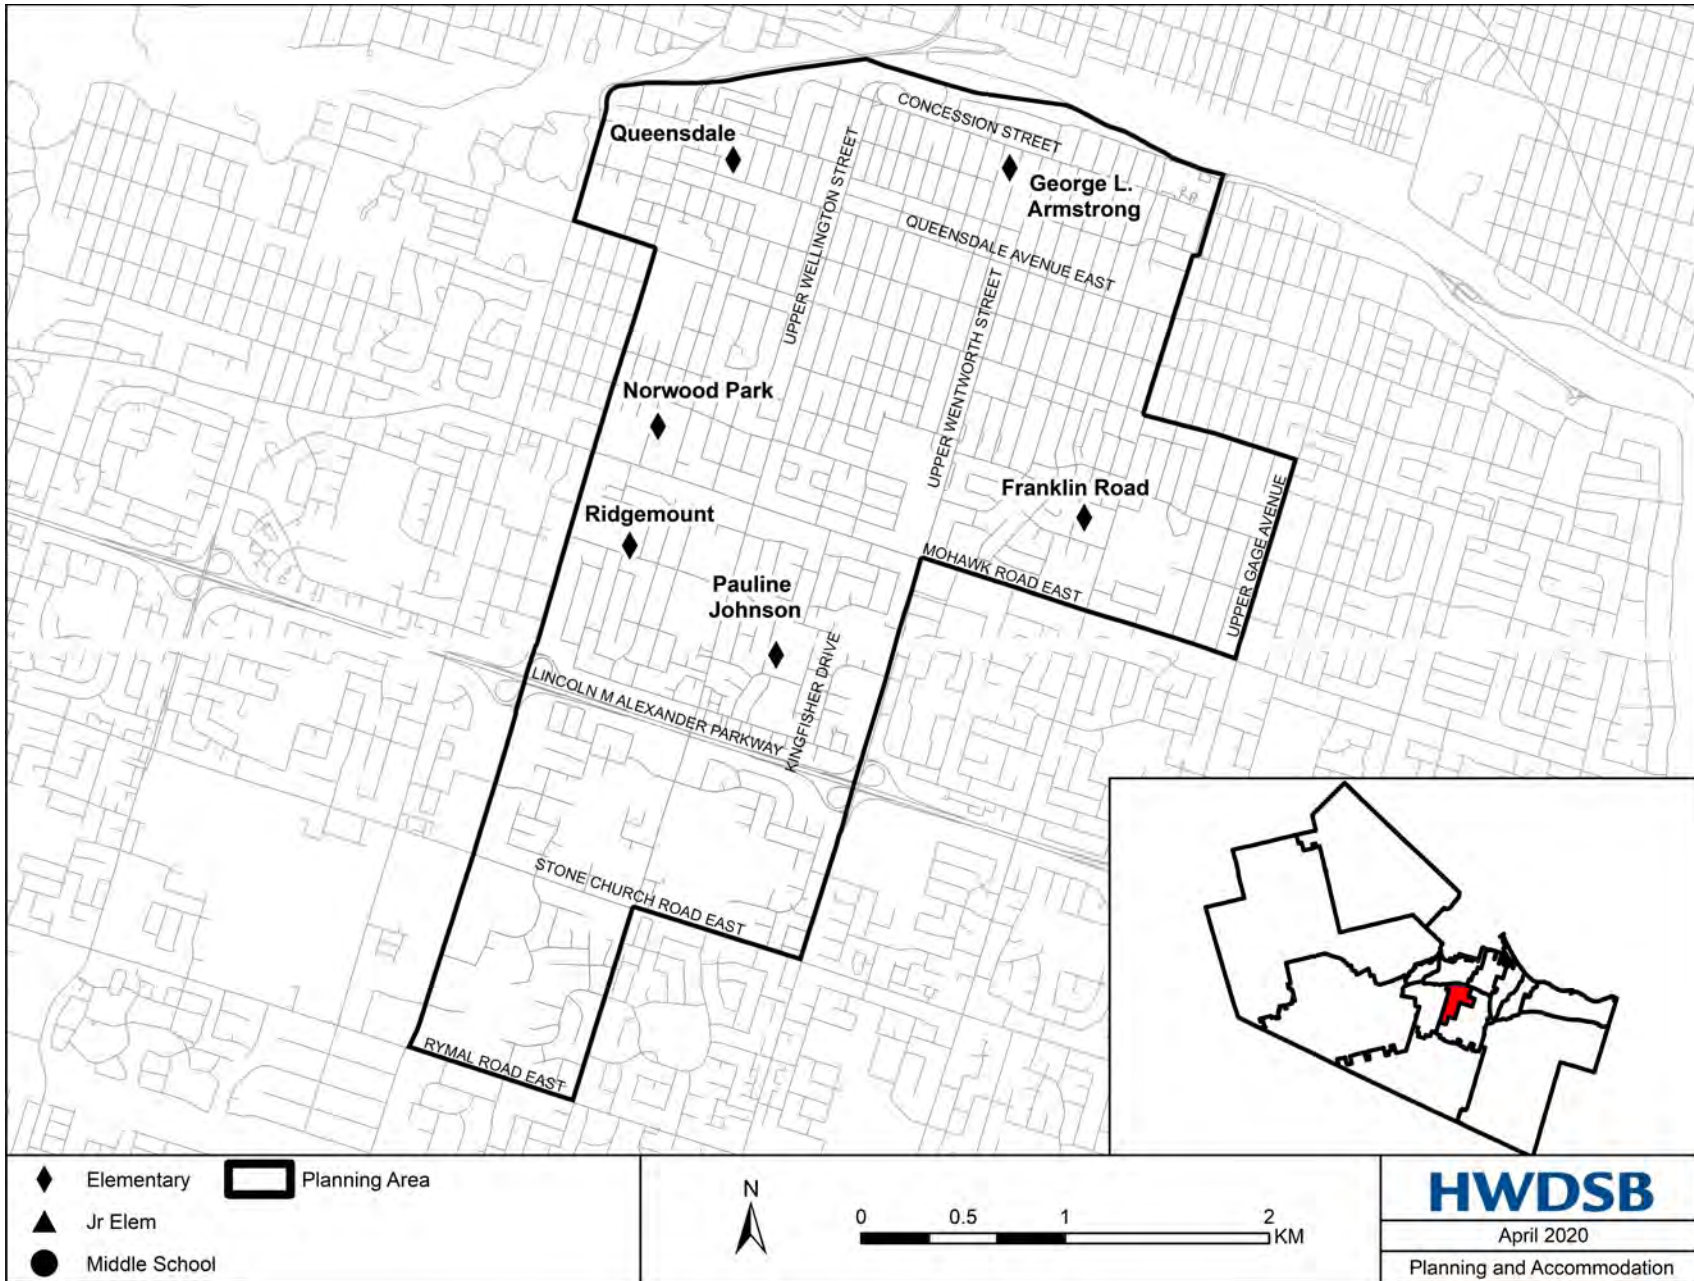 CONCESSION STREET
Queensdale
George L.
Armstrong
UPPER WELLINGTON STREET
QUEENSDALE AVENUE EAST
UPPER WENTWORTH STREET
Norwood Park
Franklin Road
Ridgemount
UPPER GAGE AVENUE
MOHAWK ROAD EAST
Pauline
Johnson
KINGFISHER DRIVE
LINCOLN M ALEXANDER PARKWAY
STONE CHURCH ROAD EAST
RYMAL ROAD EAST
Elementary
Planning Area
Jr Elem
Middle School
N
0 0.5 1 2
KM
HWDSB
April 2020
Planning and Accommodation